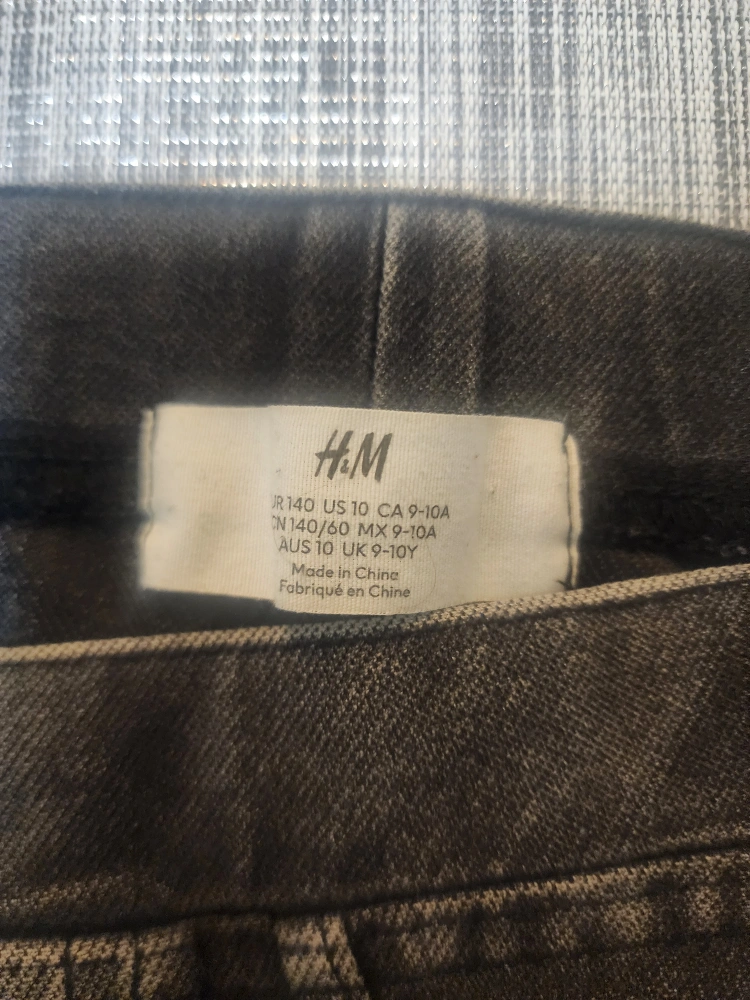 H&M
UR 140 US 10 CA 9-10A
CN 140/60 MX 9-10A
AUS 10 UK 9-10Y
Made in China
Fabriqué en Chine